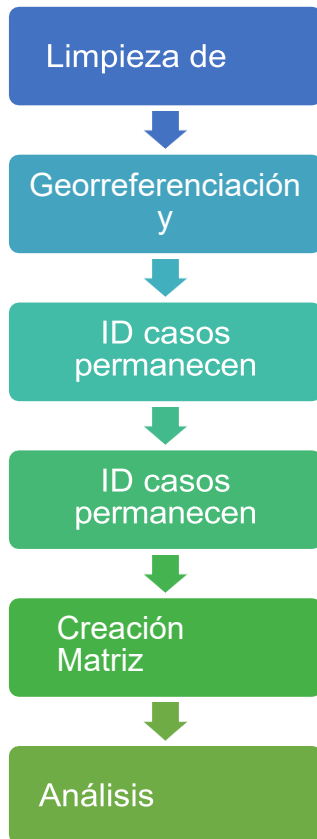 Limpieza de
Georreferenciación
y
ID casos
permanecen
ID casos
permanecen
Creación
Matriz
Análisis